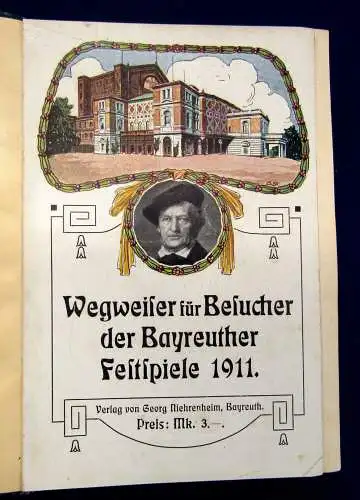 Wegweiser für Besucher
der Bayreuther
Festspiele 1911.
Verlag von Georg Niehrenheim, Bayreuth.
Preis: Mk. 3.—.